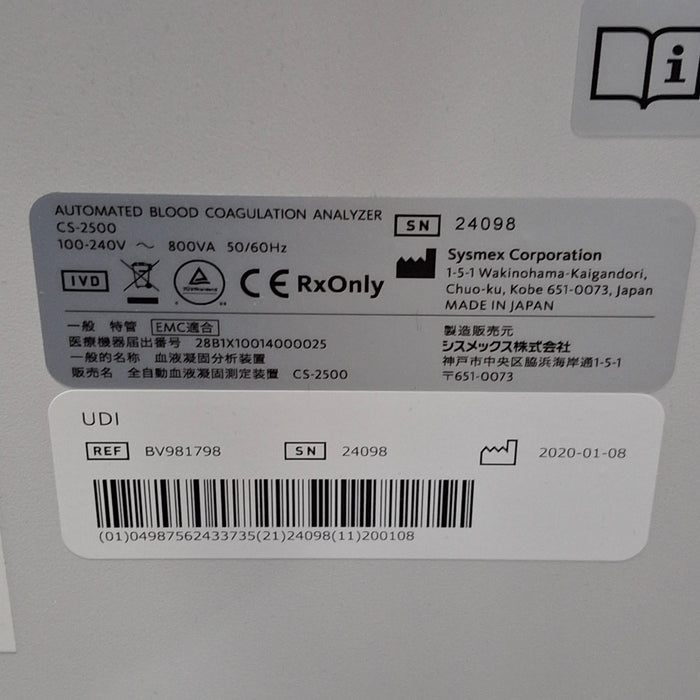 AUTOMATED BLOOD COAGULATION ANALYZER
CS-2500
100-240V ～ 800VA 50/60Hz
SN 24098
IVD
CE RxOnly
Sysmex Corporation
1-5-1 Wakinohama-Kaigandori,
Chuo-ku, Kobe 651-0073, Japan
MADE IN JAPAN
一般 特管 EMC適合
医療機器届出番号 28B1X10014000025
一般的名称 血液凝固分析装置
販売名 全自動血液凝固測定装置 CS-2500
製造販売元
シスメックス株式会社
神戸市中央区脇浜海岸通1-5-1
〒651-0073
UDI
REF BV981798
SN 24098
2020-01-08
(01)04987562433735(21)24098(11)200108